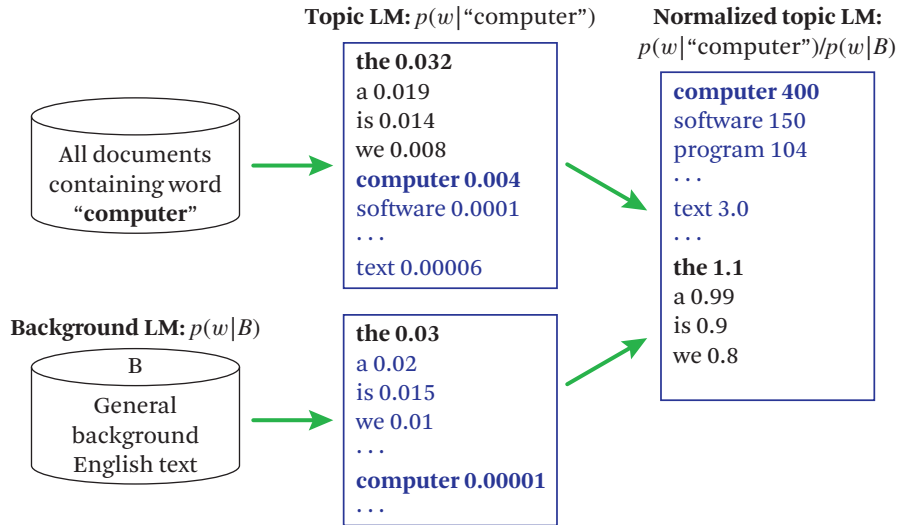 Topic LM: p(w|“computer”)
the 0.032
a 0.019
is 0.014
we 0.008
computer 0.004
software 0.0001
. . .
text 0.00006
All documents
containing word
“computer”
Background LM: p(w|B)
B
General
background
English text
the 0.03
a 0.02
is 0.015
we 0.01
. . .
computer 0.00001
. . .
Normalized topic LM:
p(w|“computer”)/p(w|B)
computer 400
software 150
program 104
. . .
text 3.0
. . .
the 1.1
a 0.99
is 0.9
we 0.8